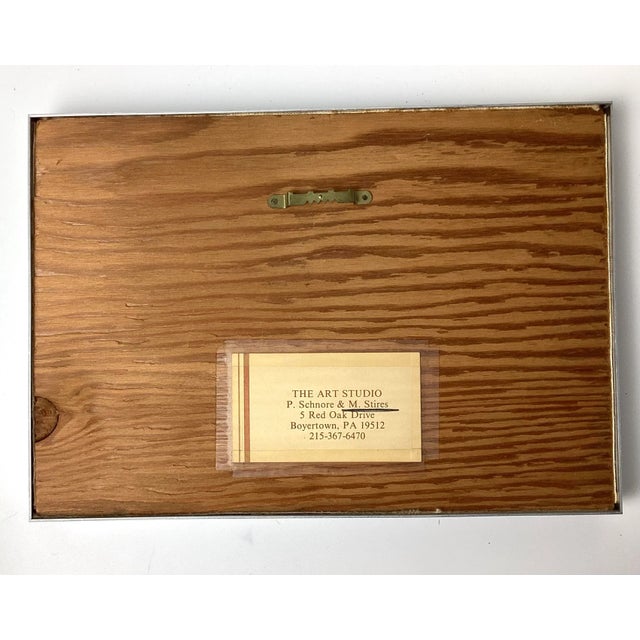 THE ART STUDIO
P. Schnore & M. Stires
5 Red Oak Drive
Boyertown, PA 19512
215-367-6470